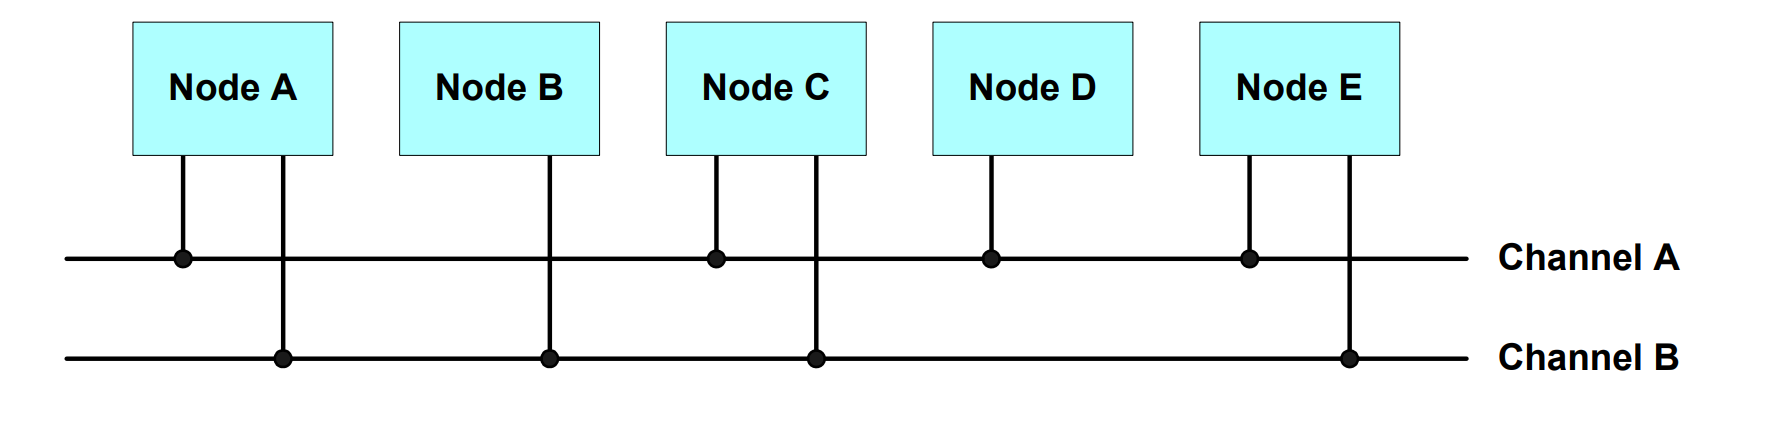 Node A
Node B
Node C
Node D
Node E
Channel A
Channel B